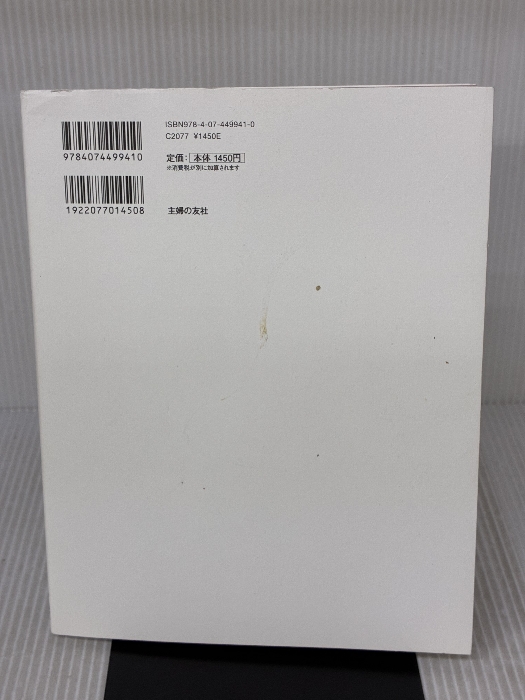 ISBN978-4-07-449941-0
C2077 ¥1450E
9784074499410
定価： 本体 1450円
※消費税が別に加算されます
1922077014508
主婦の友社